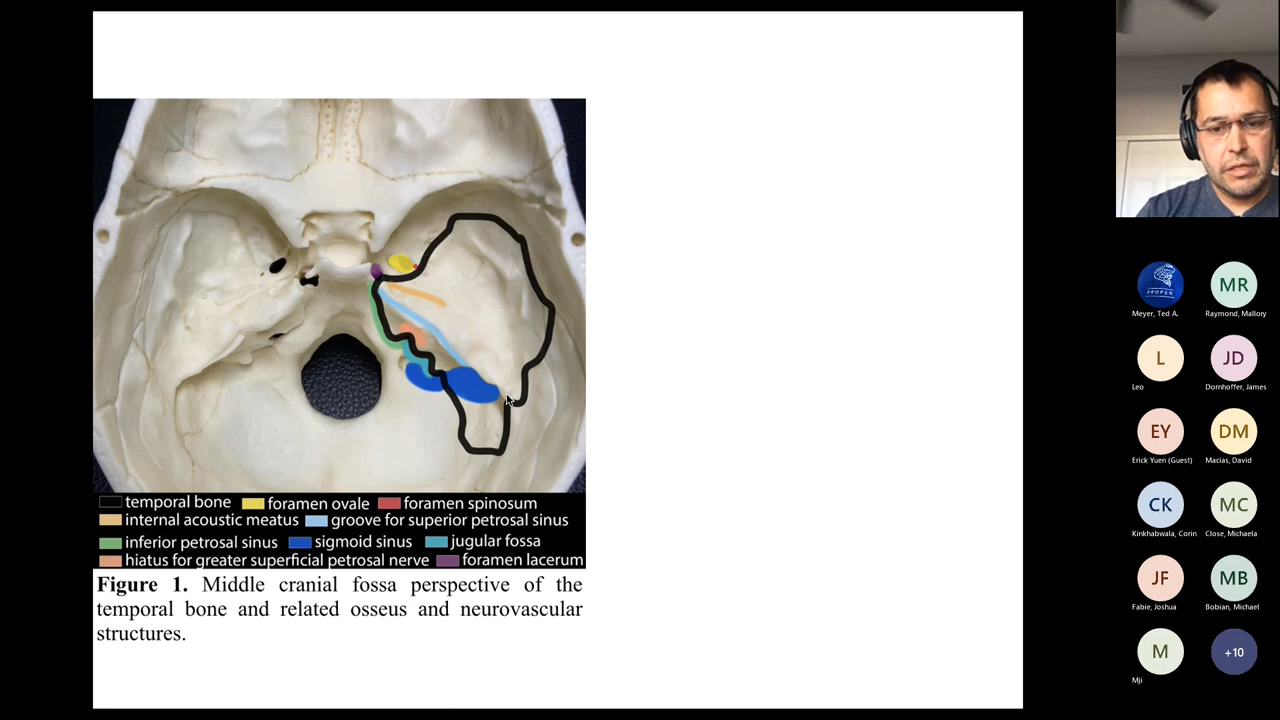 temporal bone foramen ovale foramen spinosum
internal acoustic meatus groove for superior petrosal sinus
inferior petrosal sinus sigmoid sinus jugular fossa
hiatus for greater superficial petrosal nerve foramen lacerum
Figure 1. Middle cranial fossa perspective of the
temporal bone and related osseus and neurovascular
structures.
PROPER
Meyer, Ted A.
MR
Raymond, Mallory
L
Leo
JD
Dornhoffer, James
EY
Erick Yuen (Guest)
DM
Macias, David
CK
Kinkhabwala, Corin
MC
Close, Michaela
JF
Fabie, Joshua
MB
Bobian, Michael
M
Mji
+10